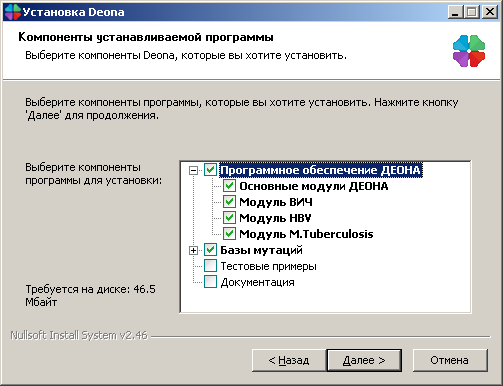 Установка Deona
Компоненты устанавливаемой программы
Выберите компоненты Deona, которые вы хотите установить.
Выберите компоненты программы, которые вы хотите установить. Нажмите кнопку
'Далее' для продолжения.
Выберите компоненты
программы для установки:
Программное обеспечение ДЕОНА
Основные модули ДЕОНА
Модуль ВИЧ
Модуль HBV
Модуль M.Tuberculosis
Базы мутаций
Тестовые примеры
Документация
Требуется на диске: 46.5
Мбайт
Nullsoft Install System v2.46
< Назад
Далее >
Отмена